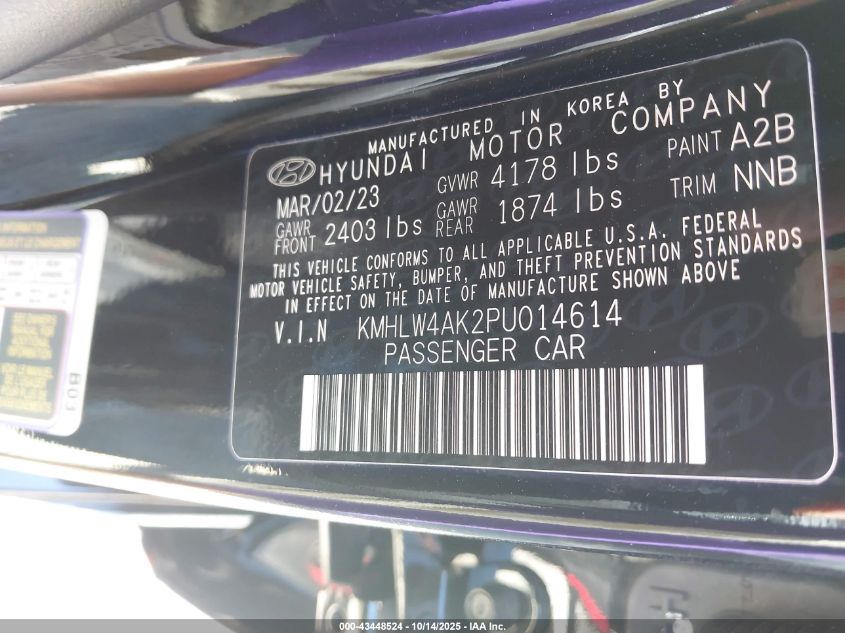 MANUFACTURED IN KOREA BY
HYUNDAI MOTOR COMPANY
MAR/02/23 GVWR 4178 lbs PAINT A2B
GAWR FRONT 2403 lbs GAWR REAR 1874 lbs TRIM NNB
THIS VEHICLE CONFORMS TO ALL APPLICABLE U.S.A. FEDERAL
MOTOR VEHICLE SAFETY, BUMPER, AND THEFT PREVENTION STANDARDS
IN EFFECT ON THE DATE OF MANUFACTURE SHOWN ABOVE
V.I.N KMHLW4AK2PU014614
PASSENGER CAR
INFORMATION
B03
000-43448524 - 10/14/2025 - IAA Inc.